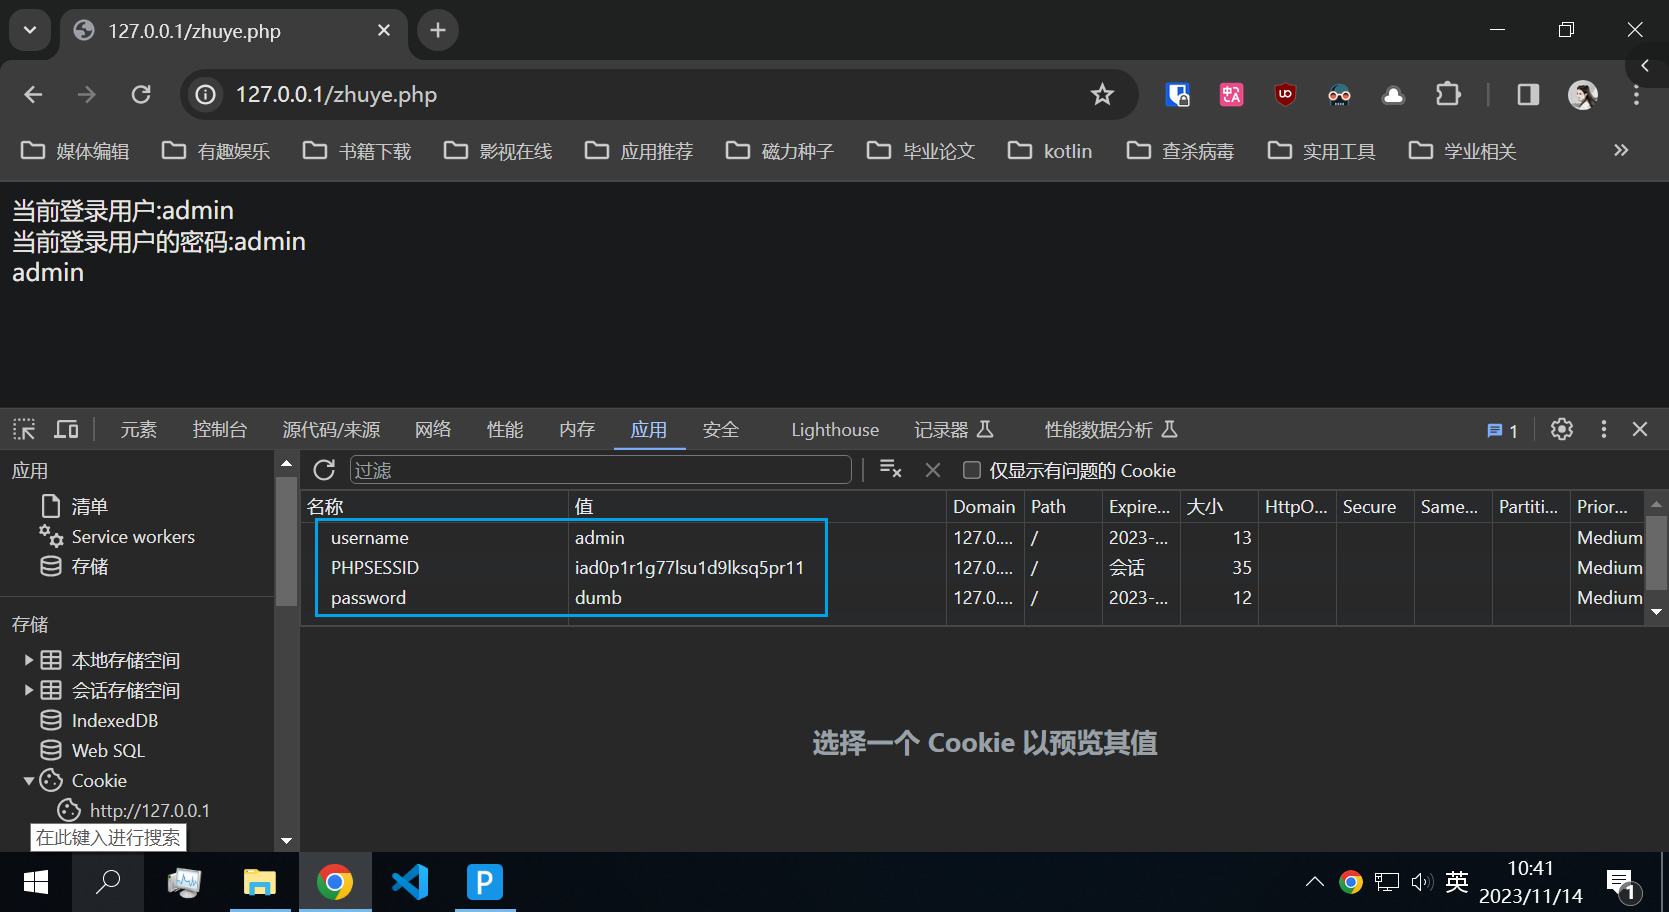 127.0.0.1/zhuye.php
127.0.0.1/zhuye.php
媒体编辑 有趣娱乐 书籍下载 影视在线 应用推荐 磁力种子 毕业论文 kotlin 查杀病毒 实用工具 学业相关
当前登录用户:admin
当前登录用户的密码:admin
admin
元素 控制台 源代码/来源 网络 性能 内存 应用 安全 Lighthouse 记录器 性能数据分析 1
应用 过滤 仅显示有问题的 Cookie
名称 值 Domain Path Expire... 大小 HttpO... Secure Same... Partiti... Prior...
清单
username admin 127.0.... / 2023-... 13 Medium
Service workers
PHPSESSID iad0p1r1g77lsu1d9lksq5pr11 127.0.... / 会话 35 Medium
存储
password dumb 127.0.... / 2023-... 12 Medium
存储
本地存储空间
会话存储空间
IndexedDB
Web SQL
选择一个 Cookie 以预览其值
Cookie
http://127.0.0.1
在此键入进行搜索
英 10:41
2023/11/14 1